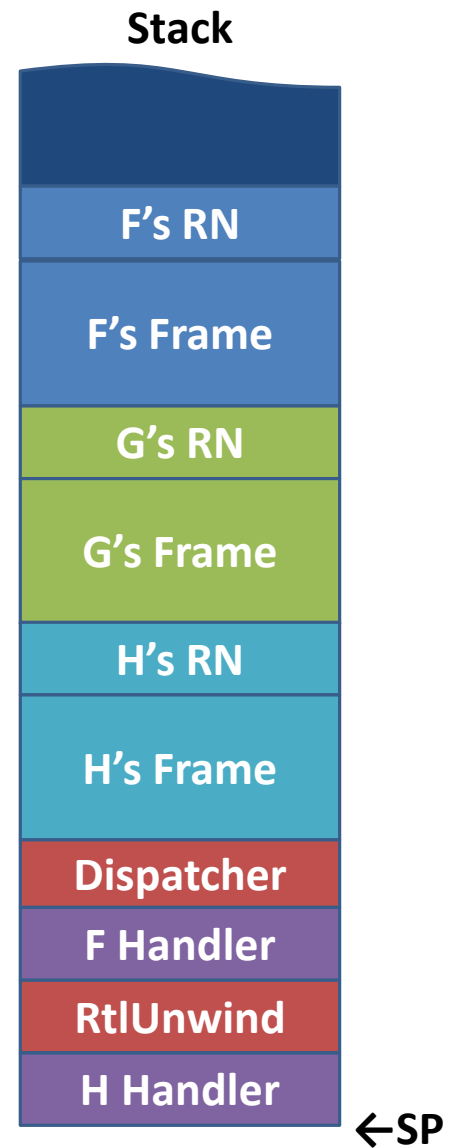 Stack
F’s RN
F’s Frame
G’s RN
G’s Frame
H’s RN
H’s Frame
Dispatcher
F Handler
RtlUnwind
H Handler
←SP